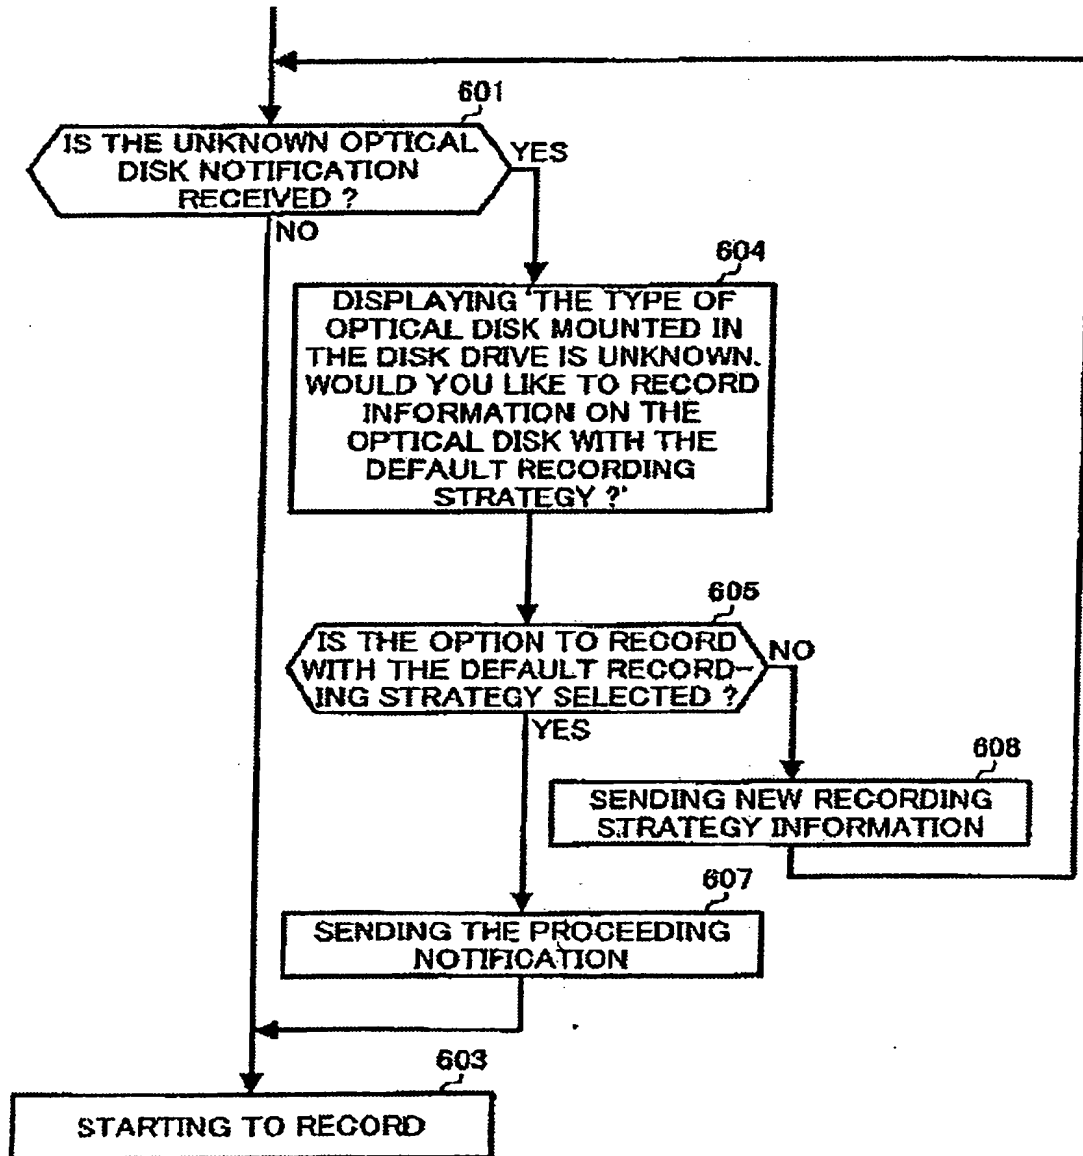 601
IS THE UNKNOWN OPTICAL
DISK NOTIFICATION
RECEIVED ?
YES
NO
604
DISPLAYING 'THE TYPE OF
OPTICAL DISK MOUNTED IN
THE DISK DRIVE IS UNKNOWN.
WOULD YOU LIKE TO RECORD
INFORMATION ON THE
OPTICAL DISK WITH THE
DEFAULT RECORDING
STRATEGY ?'
605
IS THE OPTION TO RECORD
WITH THE DEFAULT RECORD-
ING STRATEGY SELECTED ?
NO
YES
608
SENDING NEW RECORDING
STRATEGY INFORMATION
607
SENDING THE PROCEEDING
NOTIFICATION
603
STARTING TO RECORD